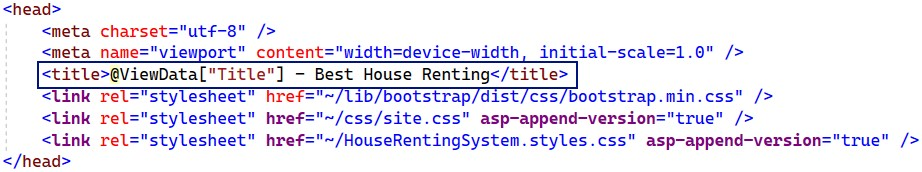 <head>
<meta charset="utf-8" />
<meta name="viewport" content="width=device-width, initial-scale=1.0" />
<title>@ViewData["Title"] - Best House Renting</title>
<link rel="stylesheet" href="~/lib/bootstrap/dist/css/bootstrap.min.css" />
<link rel="stylesheet" href="~/css/site.css" asp-append-version="true" />
<link rel="stylesheet" href="~/HouseRentingSystem.styles.css" asp-append-version="true" />
</head>